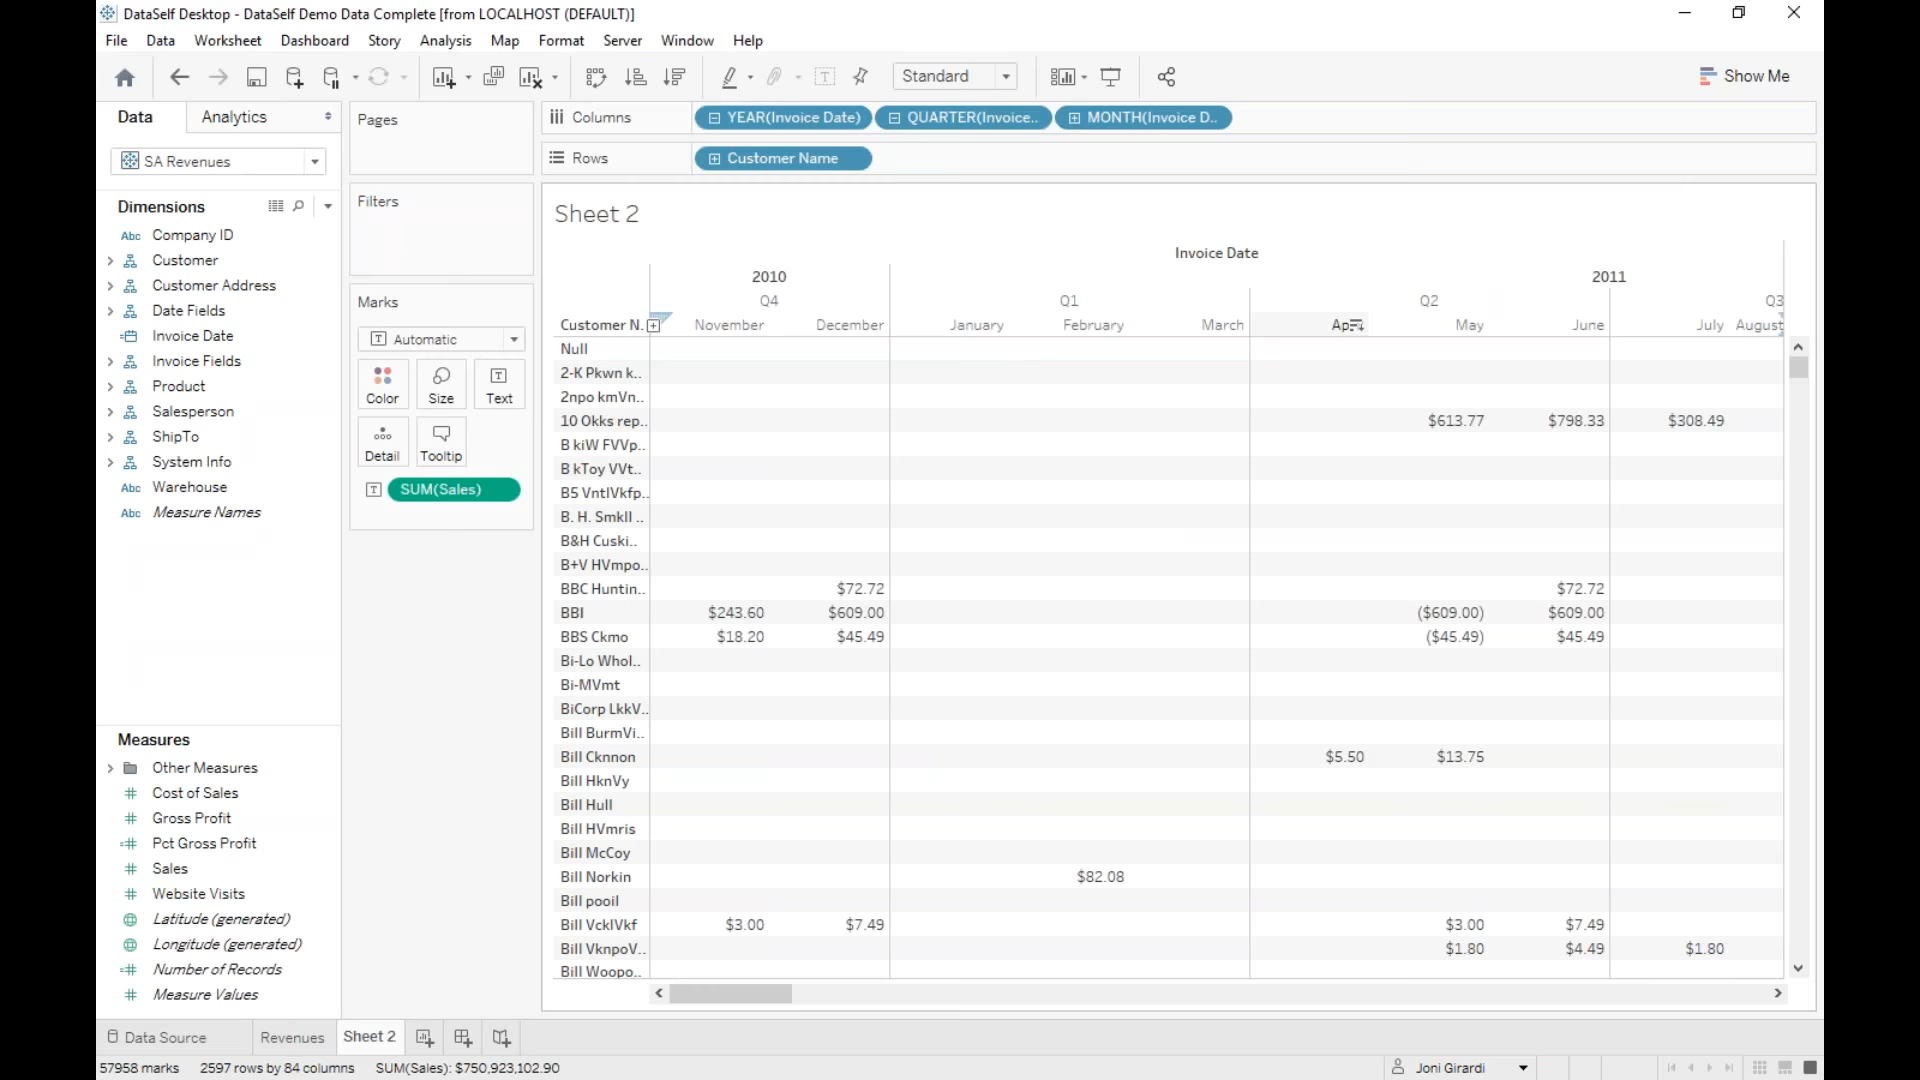 DataSelf Desktop - DataSelf Demo Data Complete [from LOCALHOST (DEFAULT)]
File Data Worksheet Dashboard Story Analysis Map Format Server Window Help
Standard
Show Me
Data Analytics
SA Revenues
Dimensions
Abc Company ID
Customer
Customer Address
Date Fields
Invoice Date
Invoice Fields
Product
Salesperson
ShipTo
System Info
Abc Warehouse
Abc Measure Names
Measures
Other Measures
# Cost of Sales
# Gross Profit
=# Pct Gross Profit
# Sales
# Website Visits
Latitude (generated)
Longitude (generated)
=# Number of Records
# Measure Values
Pages
Filters
Marks
T Automatic
Color Size Text
Detail Tooltip
T SUM(Sales)
Columns YEAR(Invoice Date) QUARTER(Invoice.. MONTH(Invoice D..
Rows Customer Name
Sheet 2
Invoice Date
2010 2011
Q4 Q1 Q2 Q3
Customer N. November December January February March Ap May June July August
Null
2-K Pkwn k..
2npo kmVn..
10 Okks rep.. $613.77 $798.33 $308.49
B kiW FVVp..
B kToy VVt..
B5 VntlVkfp..
B. H. Smkll ..
B&H Cuski..
B+V HVmpo..
BBC Huntin.. $72.72 $72.72
BBI $243.60 $609.00 ($609.00) $609.00
BBS Ckmo $18.20 $45.49 ($45.49) $45.49
Bi-Lo Whol..
Bi-MVmt
BiCorp LkkV..
Bill BurmVi..
Bill Cknnon $5.50 $13.75
Bill HknVy
Bill Hull
Bill HVmris
Bill McCoy
Bill Norkin $82.08
Bill pooil
Bill VcklVkf $3.00 $7.49 $3.00 $7.49
Bill VknpoV.. $1.80 $4.49 $1.80
Bill Woopo..
Data Source Revenues Sheet 2
57958 marks 2597 rows by 84 columns SUM(Sales): $750,923,102.90 Joni Girardi